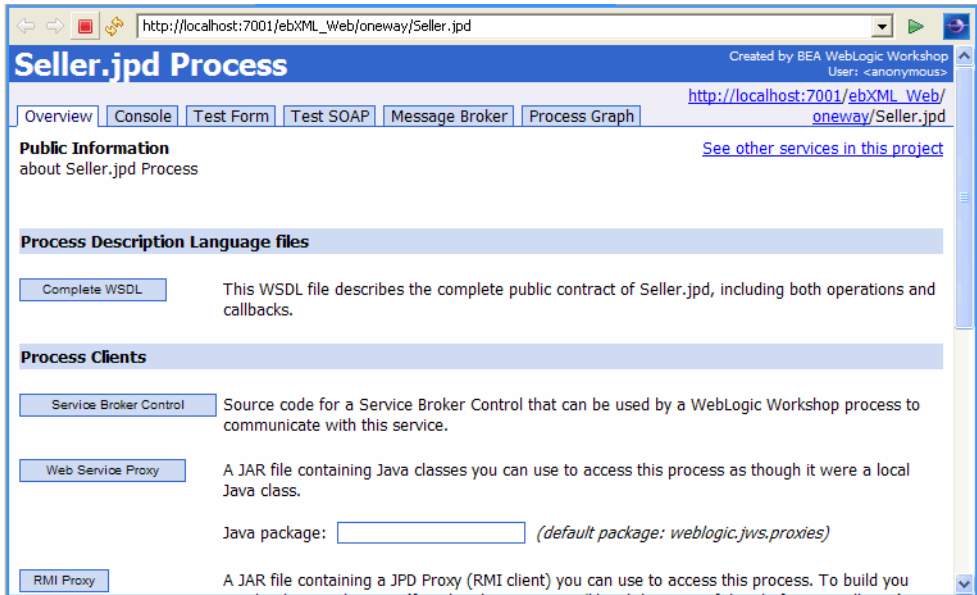 http://localhost:7001/ebXML_Web/oneway/Seller.jpd
Seller.jpd Process
Created by BEA WebLogic Workshop
User: <anonymous>
http://localhost:7001/ebXML_Web/
oneway/Seller.jpd
Overview Console Test Form Test SOAP Message Broker Process Graph
Public Information
See other services in this project
about Seller.jpd Process
Process Description Language files
Complete WSDL
This WSDL file describes the complete public contract of Seller.jpd, including both operations and
callbacks.
Process Clients
Service Broker Control
Source code for a Service Broker Control that can be used by a WebLogic Workshop process to
communicate with this service.
Web Service Proxy
A JAR file containing Java classes you can use to access this process as though it were a local
Java class.
Java package:
(default package: weblogic.jws.proxies)
RMI Proxy
A JAR file containing a JPD Proxy (RMI client) you can use to access this process. To build you